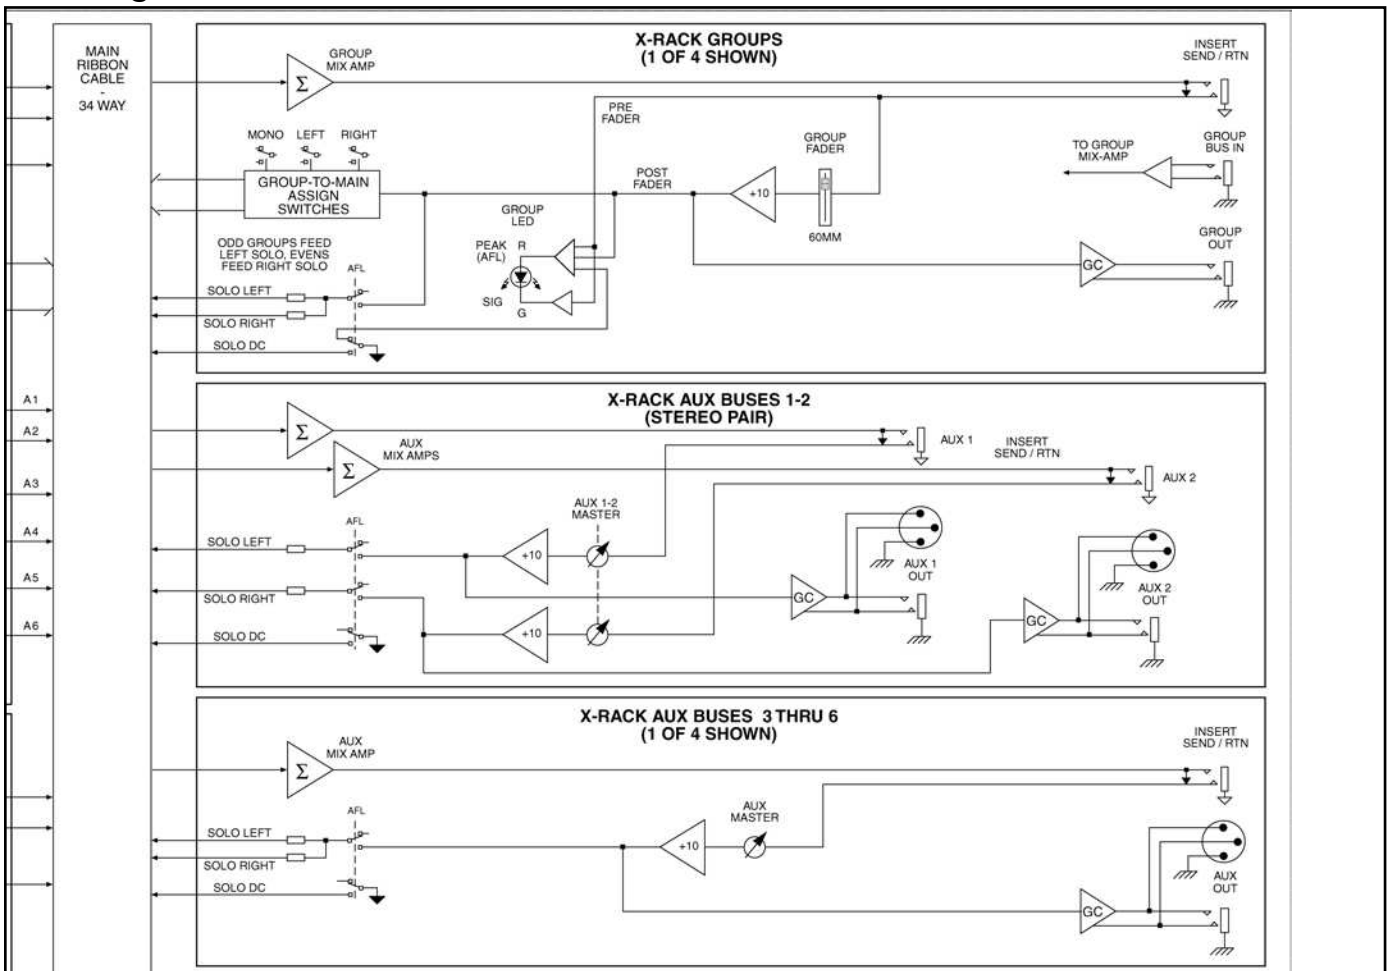 MAIN
RIBBON
CABLE
-
34 WAY
A1
A2
A3
A4
A5
A6
X-RACK GROUPS
(1 OF 4 SHOWN)
GROUP
MIX AMP
Σ
INSERT
SEND / RTN
PRE
FADER
MONO LEFT RIGHT
GROUP-TO-MAIN
ASSIGN
SWITCHES
POST
FADER
GROUP
FADER
+10
60MM
TO GROUP
MIX-AMP
GROUP
BUS IN
GROUP
LED
PEAK
(AFL)
R
SIG
G
GROUP
OUT
GC
ODD GROUPS FEED
LEFT SOLO, EVENS
FEED RIGHT SOLO
AFL
SOLO LEFT
SOLO RIGHT
SOLO DC
X-RACK AUX BUSES 1-2
(STEREO PAIR)
Σ
AUX
MIX AMPS
Σ
AUX 1
INSERT
SEND / RTN
AUX 2
AUX 1-2
MASTER
AFL
SOLO LEFT
+10
SOLO RIGHT
+10
SOLO DC
GC
AUX 1
OUT
GC
AUX 2
OUT
X-RACK AUX BUSES 3 THRU 6
(1 OF 4 SHOWN)
AUX
MIX AMP
Σ
INSERT
SEND / RTN
AFL
SOLO LEFT
SOLO RIGHT
SOLO DC
+10
AUX
MASTER
GC
AUX
OUT